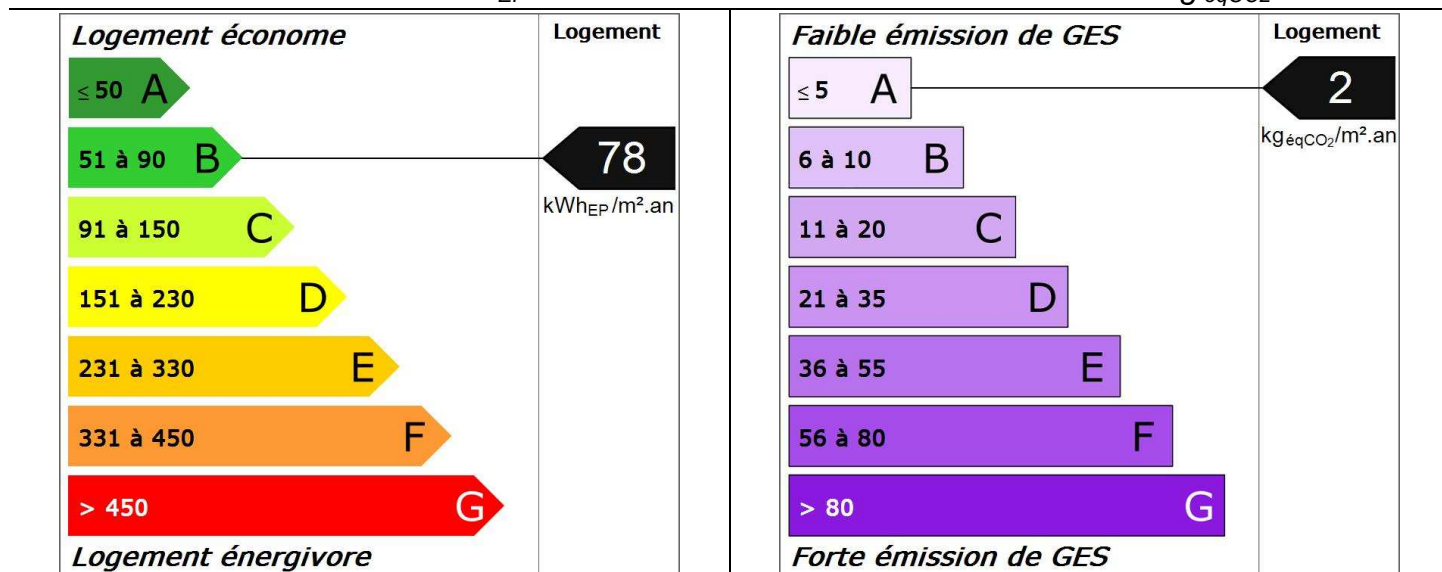 Logement économe Logement
≤ 50 A
51 à 90 B 78
kWhEP/m².an
91 à 150 C
151 à 230 D
231 à 330 E
331 à 450 F
> 450 G
Logement énergivore
Faible émission de GES Logement
≤ 5 A 2
kgéqCO₂/m².an
6 à 10 B
11 à 20 C
21 à 35 D
36 à 55 E
56 à 80 F
> 80 G
Forte émission de GES